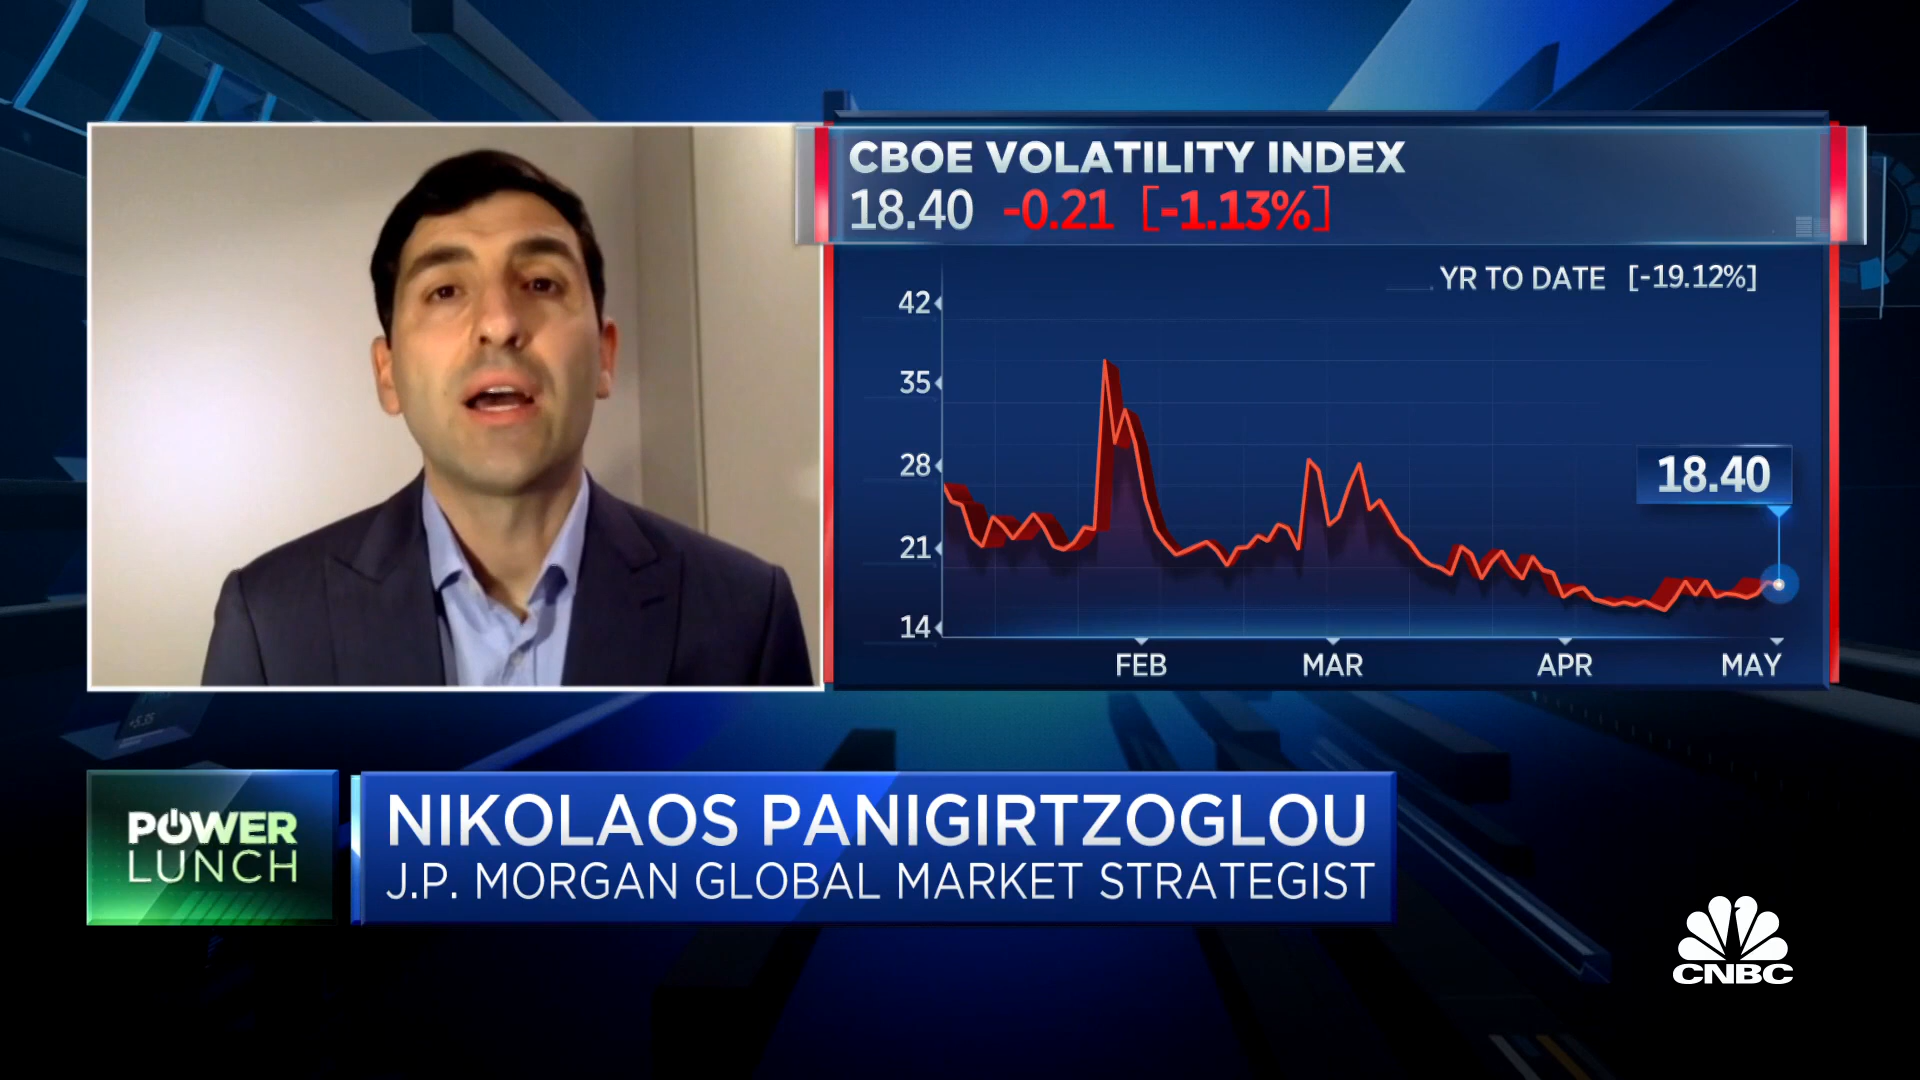 CBOE VOLATILITY INDEX
18.40 -0.21 [-1.13%]
YR TO DATE [-19.12%]
42
35
28
21
14
18.40
FEB MAR APR MAY
POWER
LUNCH
NIKOLAOS PANIGIRTZOGLOU
J.P. MORGAN GLOBAL MARKET STRATEGIST
CNBC